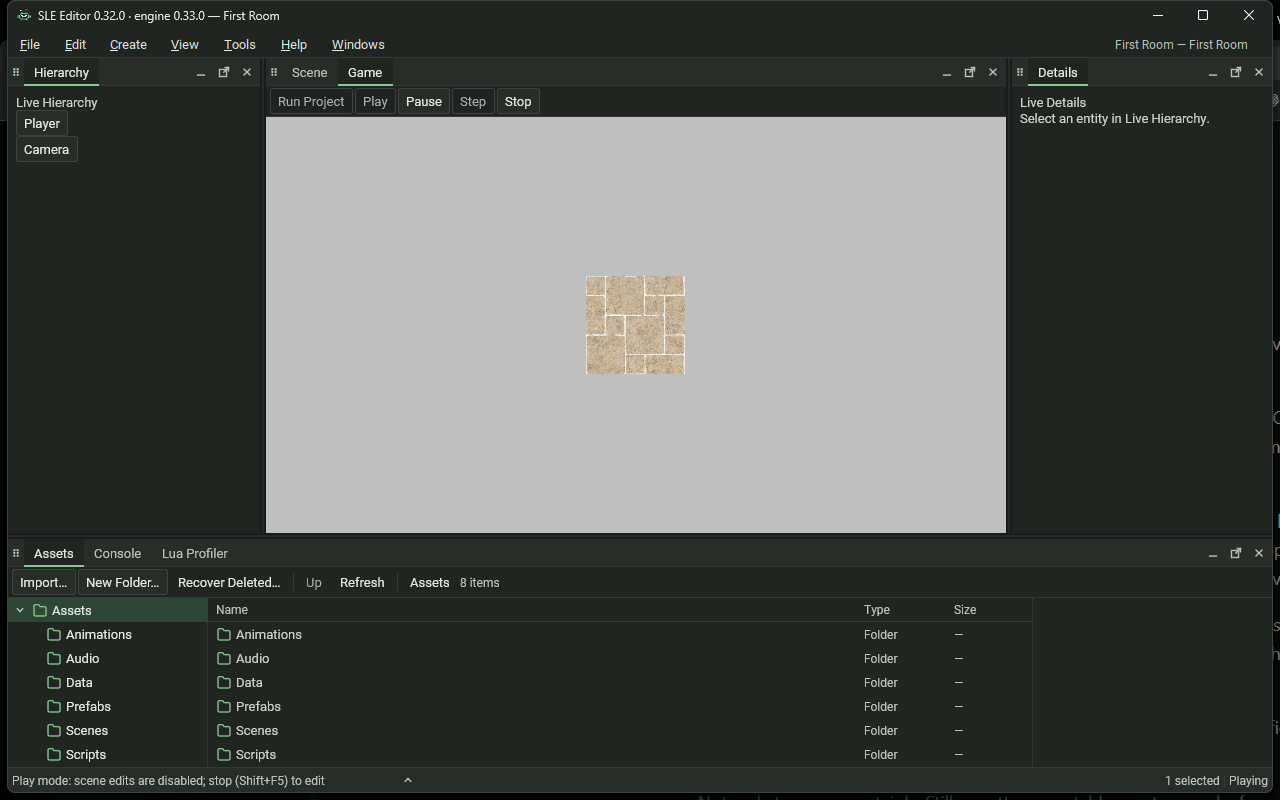 SLE Editor 0.32.0 · engine 0.33.0 — First Room
File Edit Create View Tools Help Windows First Room — First Room
Hierarchy Scene Game Details
Run Project Play Pause Step Stop
Live Hierarchy
Player
Camera
Live Details
Select an entity in Live Hierarchy.
Assets Console Lua Profiler
Import... New Folder... Recover Deleted... Up Refresh Assets 8 items
Assets Name Type Size
Animations Animations Folder —
Audio Audio Folder —
Data Data Folder —
Prefabs Prefabs Folder —
Scenes Scenes Folder —
Scripts Scripts Folder —
Play mode: scene edits are disabled; stop (Shift+F5) to edit 1 selected Playing